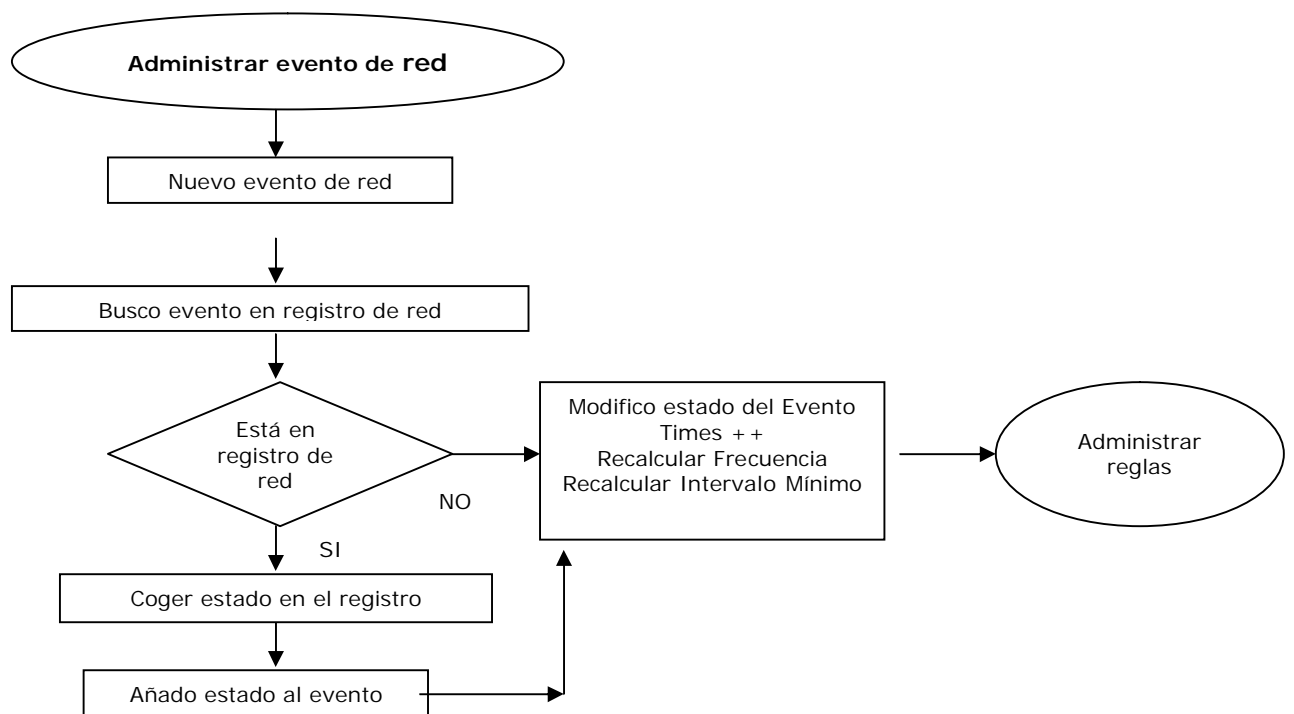 Administrar evento de red
Nuevo evento de red
Busco evento en registro de red
Está en
registro de
red
NO
SI
Modifico estado del Evento
Times ++
Recalcular Frecuencia
Recalcular Intervalo Mínimo
Administrar
reglas
Coger estado en el registro
Añado estado al evento